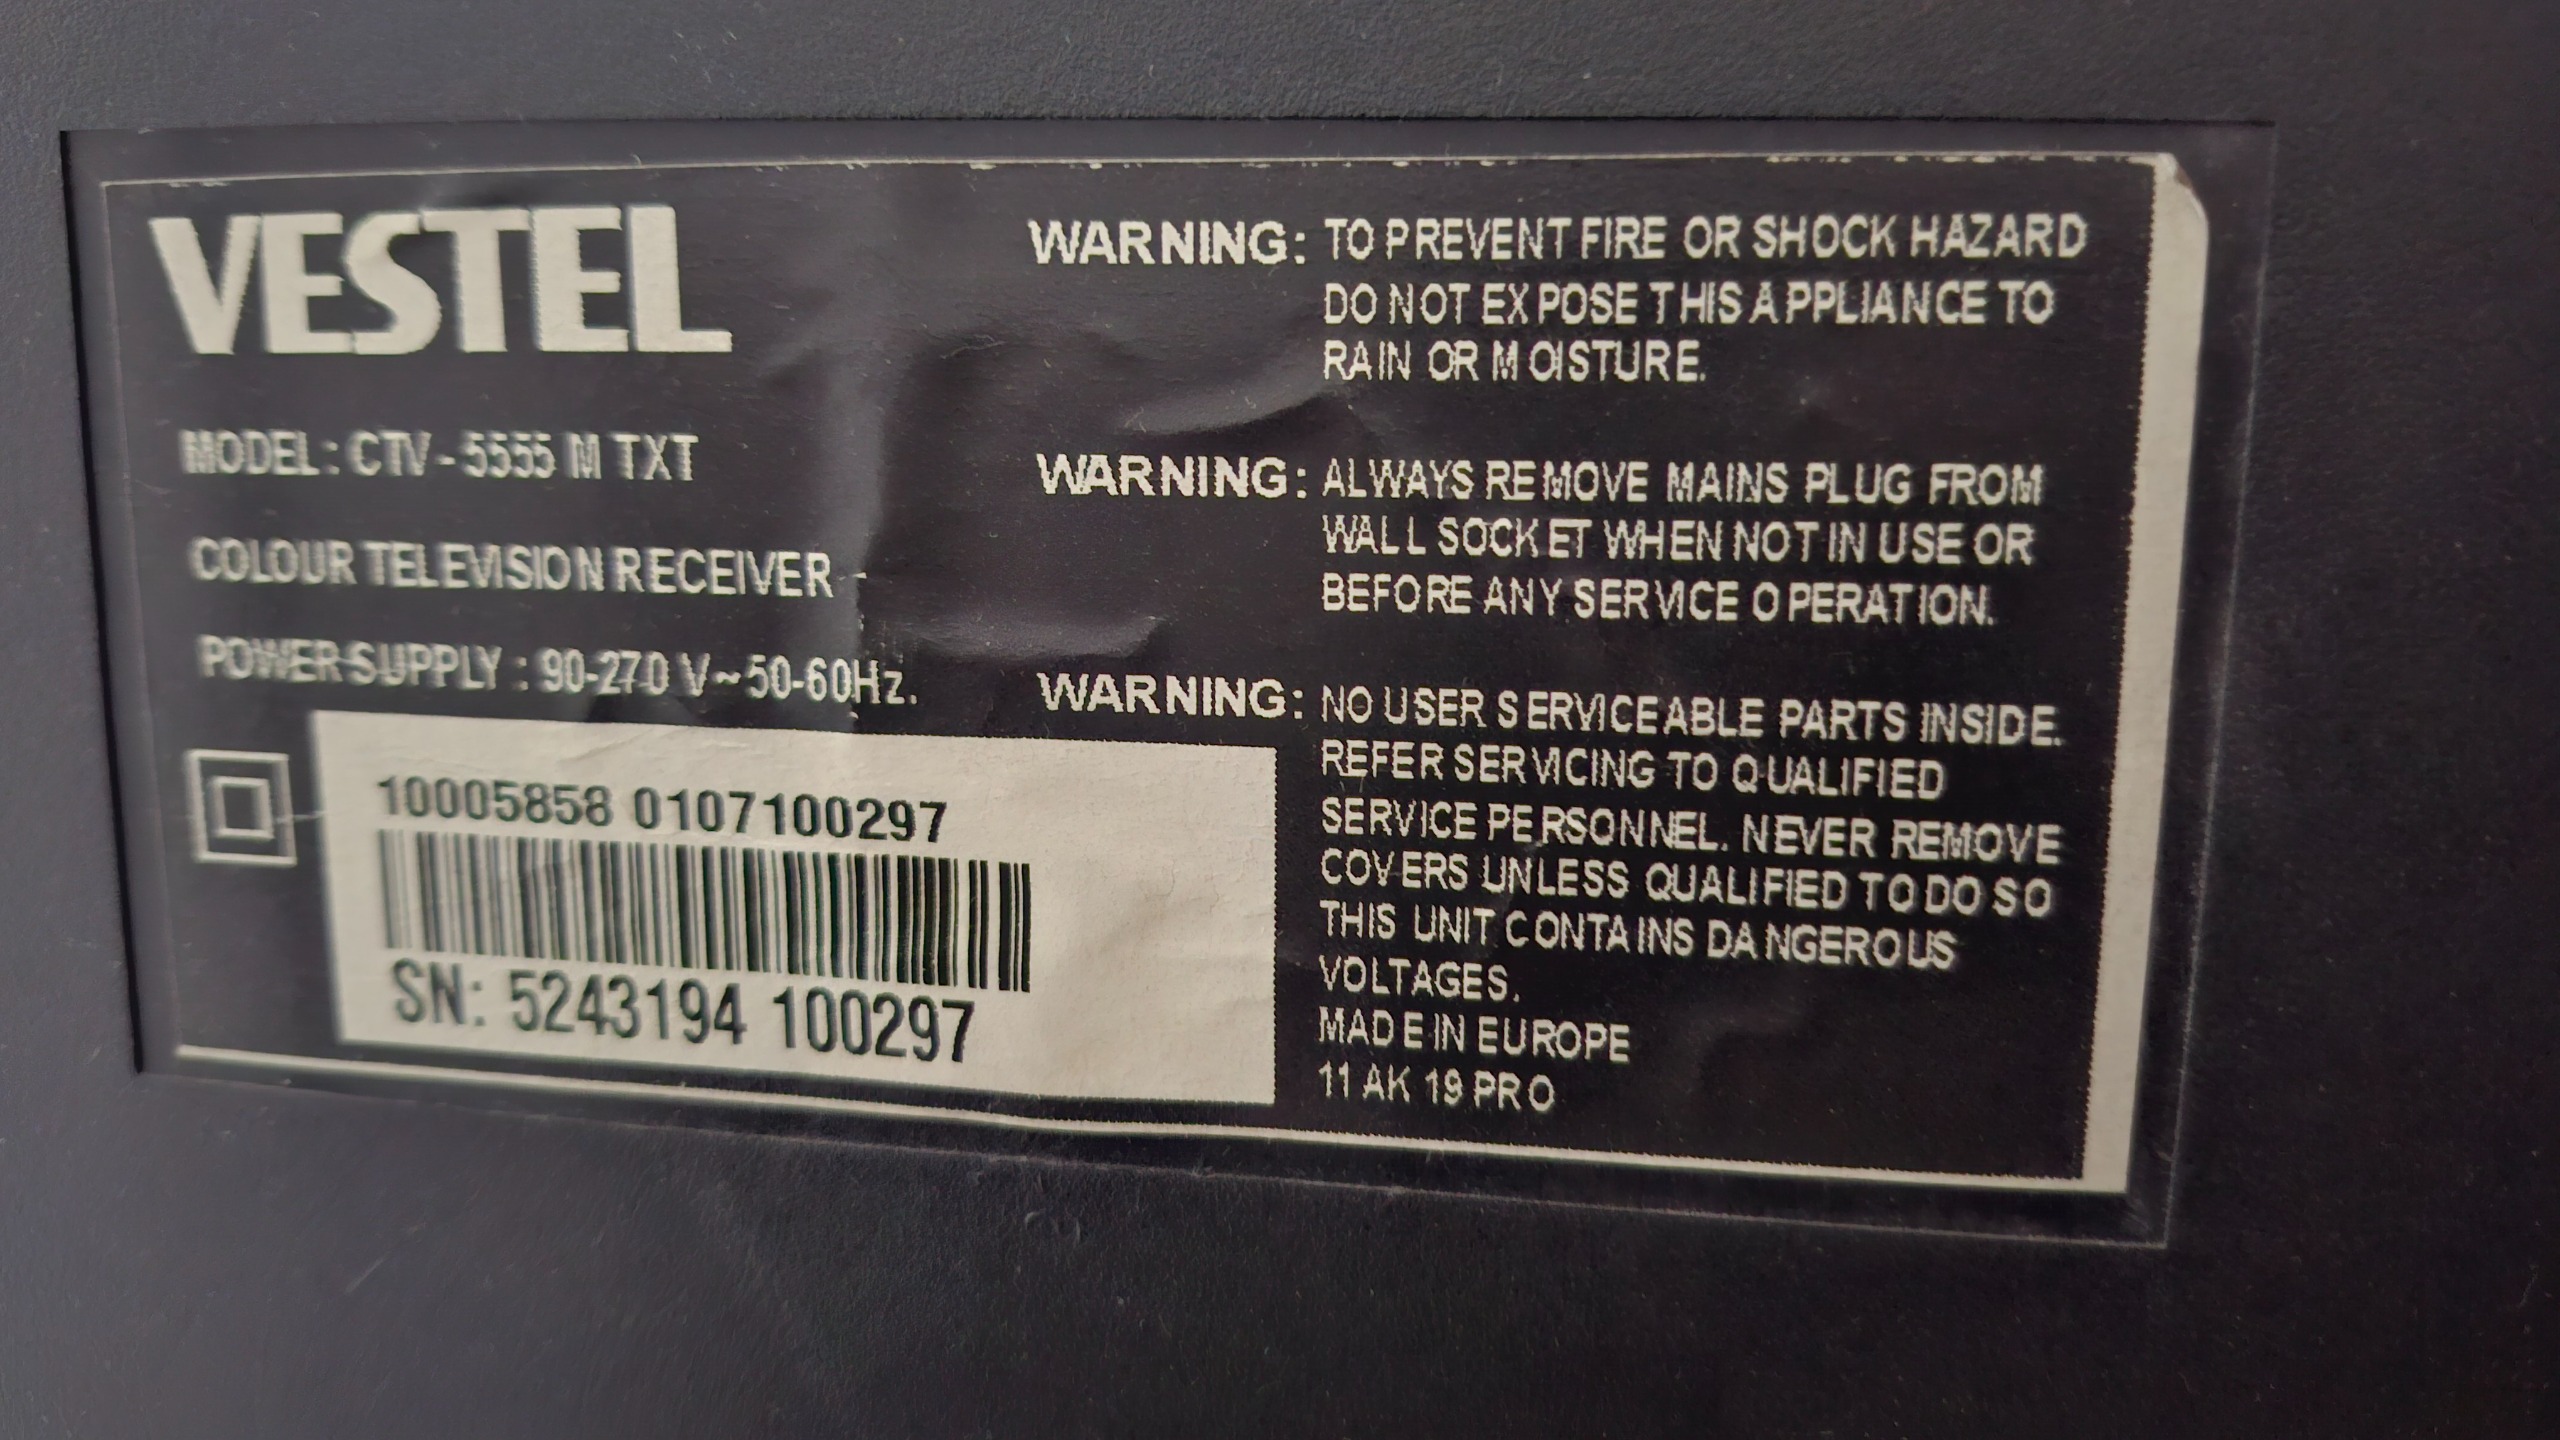 VESTEL
MODEL: CTV-5555 M TXT
COLOUR TELEVISION RECEIVER
POWER SUPPLY : 90-270 V~50-60Hz.
10005858 0107100297
SN: 5243194 100297
WARNING: TO PREVENT FIRE OR SHOCK HAZARD
DO NOT EXPOSE THIS APPLIANCE TO
RAIN OR MOISTURE.
WARNING: ALWAYS REMOVE MAINS PLUG FROM
WALL SOCKET WHEN NOT IN USE OR
BEFORE ANY SERVICE OPERATION.
WARNING: NO USER SERVICEABLE PARTS INSIDE.
REFER SERVICING TO QUALIFIED
SERVICE PERSONNEL. NEVER REMOVE
COVERS UNLESS QUALIFIED TO DO SO
THIS UNIT CONTAINS DANGEROUS
VOLTAGES.
MADE IN EUROPE
11 AK 19 PRO